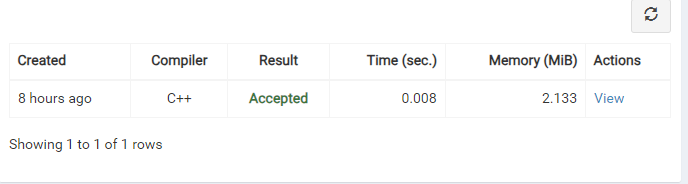 Created Compiler Result Time (sec.) Memory (MiB) Actions
8 hours ago C++ Accepted 0.008 2.133 View
Showing 1 to 1 of 1 rows